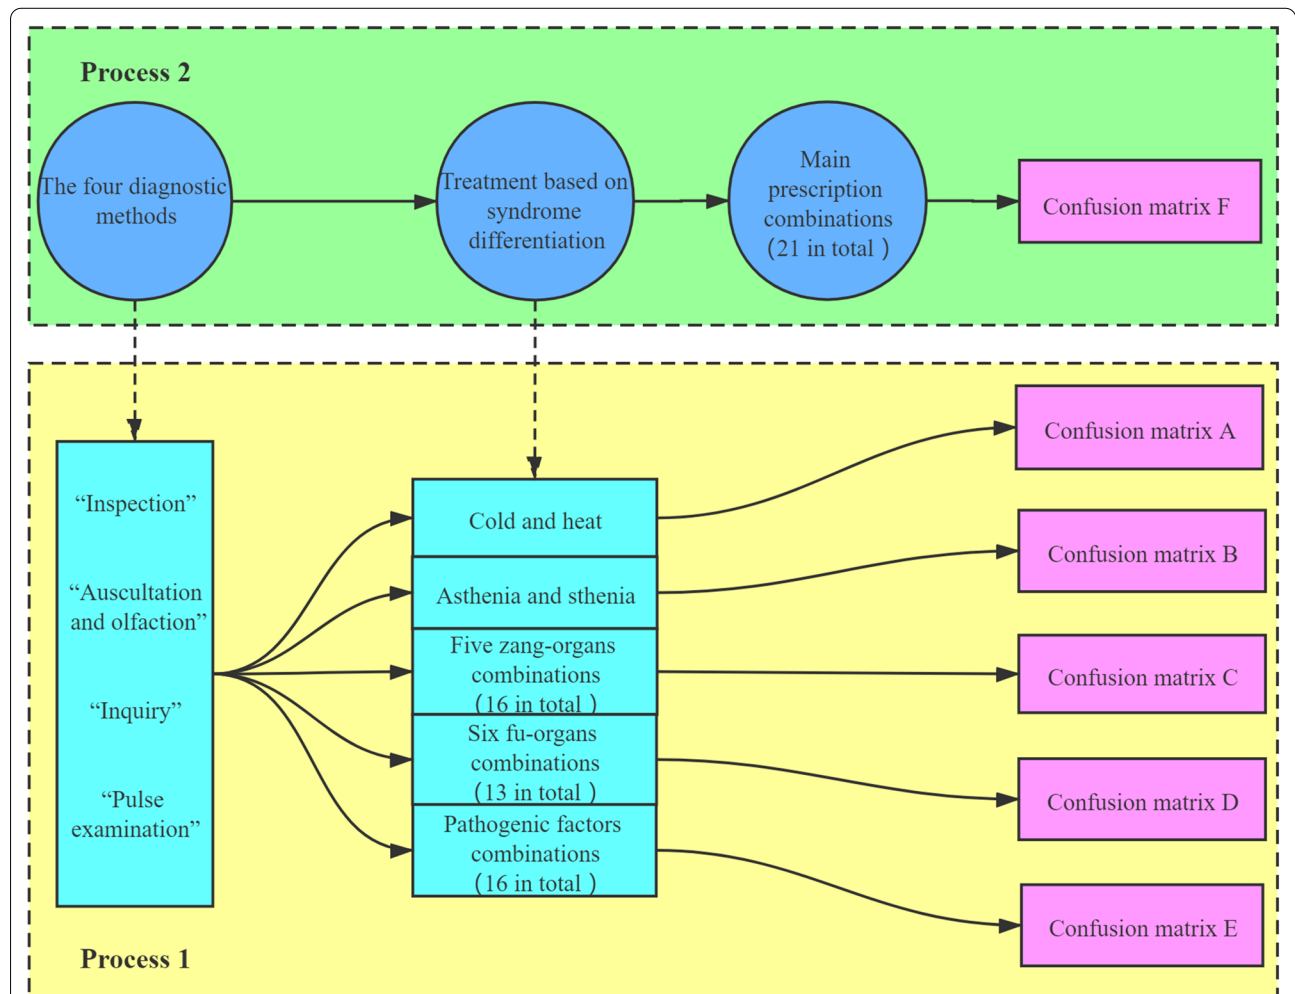 Process 2
The four diagnostic
methods
Treatment based on
syndrome
differentiation
Main
prescription
combinations
(21 in total )
Confusion matrix F
“Inspection”
“Auscultation
and olfaction”
“Inquiry”
“Pulse
examination”
Cold and heat
Asthenia and sthenia
Five zang-organs
combinations
(16 in total )
Six fu-organs
combinations
(13 in total )
Pathogenic factors
combinations
(16 in total )
Confusion matrix A
Confusion matrix B
Confusion matrix C
Confusion matrix D
Confusion matrix E
Process 1